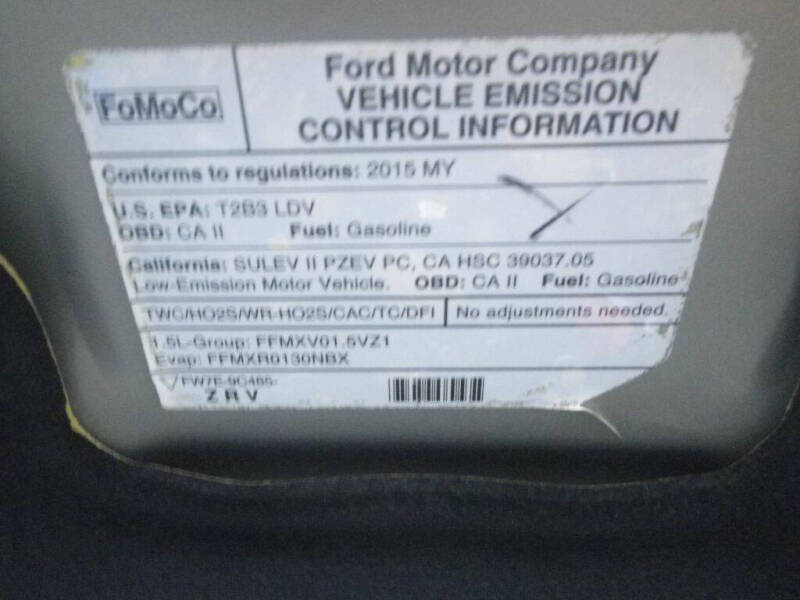 FoMoCo
Ford Motor Company
VEHICLE EMISSION
CONTROL INFORMATION
Conforms to regulations: 2015 MY
U.S. EPA: T2B3 LDV
OBD: CA II Fuel: Gasoline
California: SULEV II PZEV PC, CA HSC 39037.05
Low-Emission Motor Vehicle. OBD: CA II Fuel: Gasoline
TWC/HO2S/WR-HO2S/CAC/TC/DFI No adjustments needed.
1.5L-Group: FFMXV01.5VZ1
Evap: FFMXR0130NBX
FW7E-9C485-
ZRV